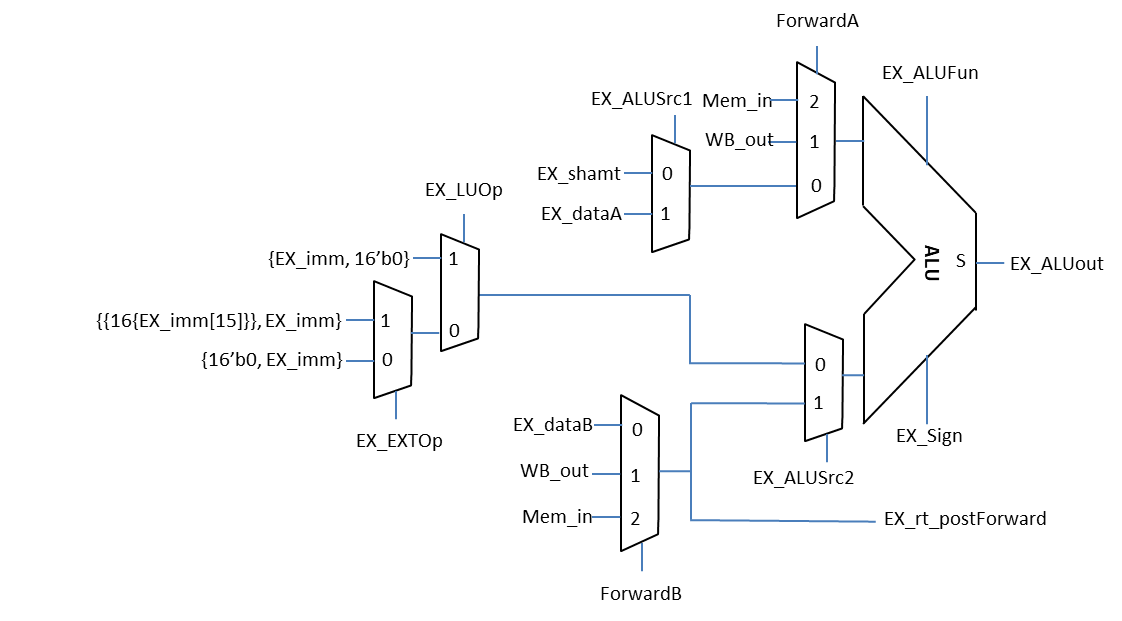 ForwardA
EX_ALUFun
EX_ALUSrc1
Mem_in
2
WB_out
1
0
EX_shamt
0
EX_dataA
1
EX_LUOp
{EX_imm, 16’b0}
1
0
{{16{EX_imm[15]}}, EX_imm}
1
{16’b0, EX_imm}
0
EX_EXTOp
ALU
S
EX_ALUout
0
1
EX_ALUSrc2
EX_Sign
EX_dataB
0
WB_out
1
Mem_in
2
EX_rt_postForward
ForwardB